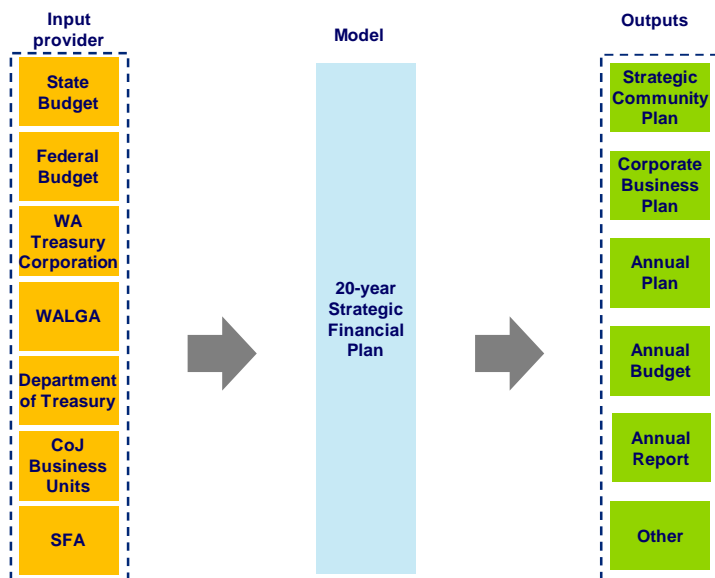 Input
provider
Model
Outputs
State
Budget
Federal
Budget
WA
Treasury
Corporation
WALGA
Department
of Treasury
CoJ
Business
Units
SFA
20-year
Strategic
Financial
Plan
Strategic
Community
Plan
Corporate
Business
Plan
Annual
Plan
Annual
Budget
Annual
Report
Other